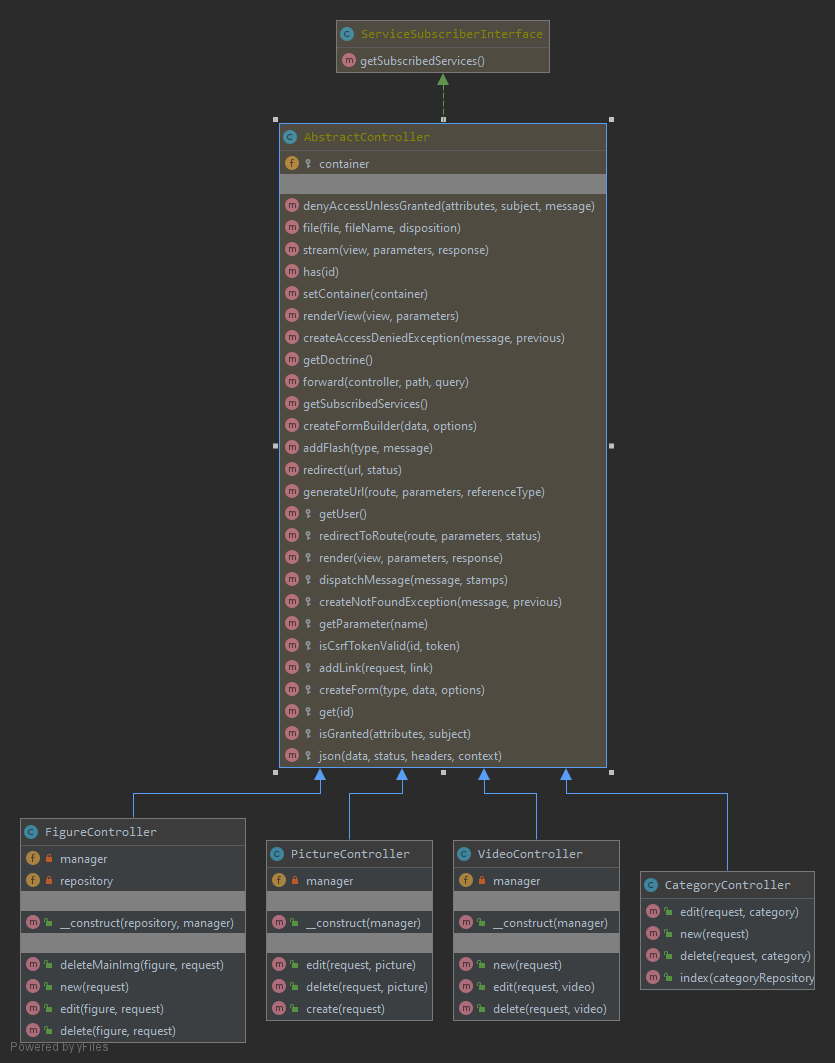 ServiceSubscriberInterface
getSubscribedServices()
AbstractController
container
denyAccessUnlessGranted(attributes, subject, message)
file(file, fileName, disposition)
stream(view, parameters, response)
has(id)
setContainer(container)
renderView(view, parameters)
createAccessDeniedException(message, previous)
getDoctrine()
forward(controller, path, query)
getSubscribedServices()
createFormBuilder(data, options)
addFlash(type, message)
redirect(url, status)
generateUrl(route, parameters, referenceType)
getUser()
redirectToRoute(route, parameters, status)
render(view, parameters, response)
dispatchMessage(message, stamps)
createNotFoundException(message, previous)
getParameter(name)
isCsrfTokenValid(id, token)
addLink(request, link)
createForm(type, data, options)
get(id)
isGranted(attributes, subject)
json(data, status, headers, context)
FigureController
manager
repository
__construct(repository, manager)
deleteMainImg(figure, request)
new(request)
edit(figure, request)
delete(figure, request)
PictureController
manager
__construct(manager)
edit(request, picture)
delete(request, picture)
create(request)
VideoController
manager
__construct(manager)
new(request)
edit(request, video)
delete(request, video)
CategoryController
edit(request, category)
new(request)
delete(request, category)
index(categoryRepository
Powered by yFiles